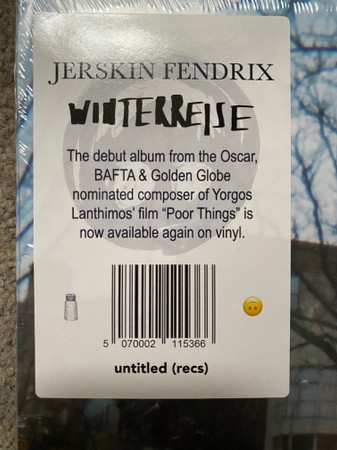 JERSKIN FENDRIX
WINTERREISE
The debut album from the Oscar,
BAFTA & Golden Globe
nominated composer of Yorgos
Lanthimos' film “Poor Things” is
now available again on vinyl.
5 070002 115366
untitled (recs)